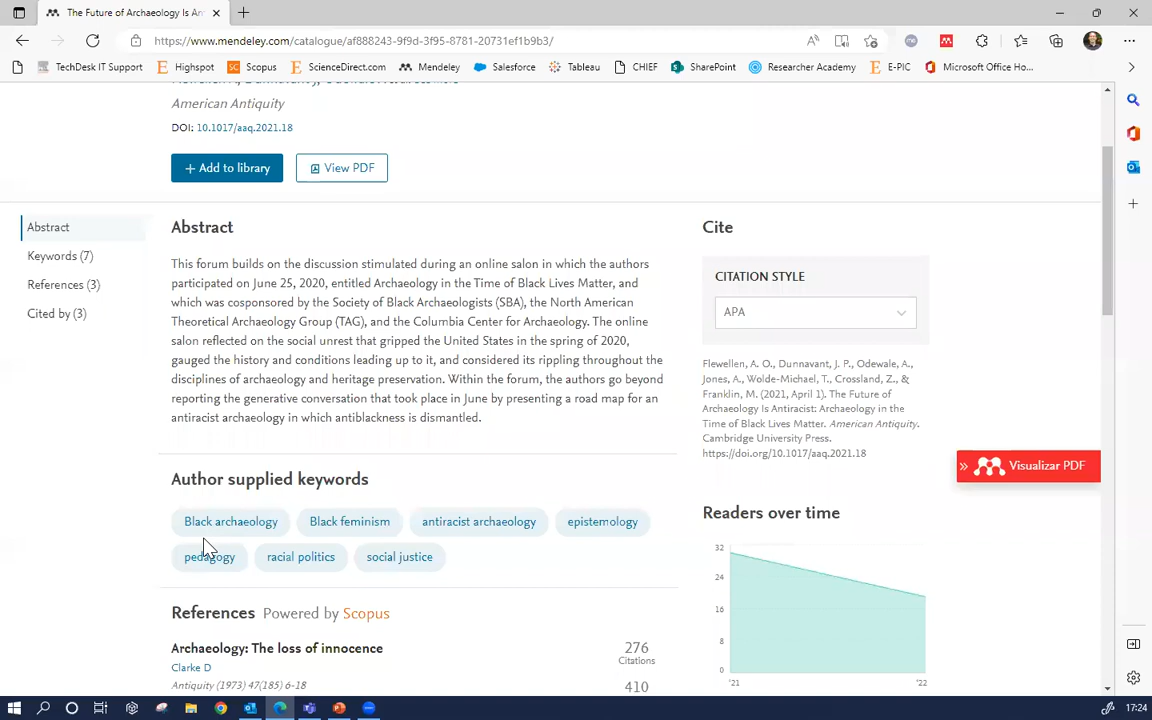 The Future of Archaeology Is An
https://www.mendeley.com/catalogue/af888243-9f9d-3f95-8781-20731ef1b9b3/
TechDesk IT Support
Highspot
Scopus
ScienceDirect.com
Mendeley
Salesforce
Tableau
CHIEF
SharePoint
Researcher Academy
E-PIC
Microsoft Office Ho...
American Antiquity
DOI: 10.1017/aaq.2021.18
+ Add to library
View PDF
Abstract
Keywords (7)
References (3)
Cited by (3)
Abstract
This forum builds on the discussion stimulated during an online salon in which the authors
participated on June 25, 2020, entitled Archaeology in the Time of Black Lives Matter, and
which was cosponsored by the Society of Black Archaeologists (SBA), the North American
Theoretical Archaeology Group (TAG), and the Columbia Center for Archaeology. The online
salon reflected on the social unrest that gripped the United States in the spring of 2020,
gauged the history and conditions leading up to it, and considered its rippling throughout the
disciplines of archaeology and heritage preservation. Within the forum, the authors go beyond
reporting the generative conversation that took place in June by presenting a road map for an
antiracist archaeology in which antiblackness is dismantled.
Author supplied keywords
Black archaeology
Black feminism
antiracist archaeology
epistemology
pedagogy
racial politics
social justice
References Powered by Scopus
Archaeology: The loss of innocence
276
Citations
Clarke D
Antiquity (1973) 47(185) 6-18
410
Cite
CITATION STYLE
APA
Flewellen, A. O., Dunnavant, J. P., Odewale, A.,
Jones, A., Wolde-Michael, T., Crossland, Z., &
Franklin, M. (2021, April 1). The Future of
Archaeology Is Antiracist: Archaeology in the
Time of Black Lives Matter. American Antiquity.
Cambridge University Press.
https://doi.org/10.1017/aaq.2021.18
» Visualizar PDF
Readers over time
32
24
16
8
0
'21
'22
17:24